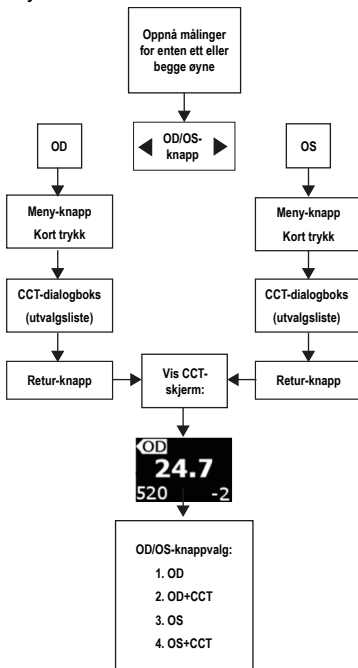 Oppnå målinger
for enten ett eller
begge øyne
OD/OS-
knapp
OD
OS
Meny-knapp
Kort trykk
Meny-knapp
Kort trykk
CCT-dialogboks
(utvalgsliste)
CCT-dialogboks
(utvalgsliste)
Retur-knapp
Vis CCT-
skjerm:
Retur-knapp
OD
24.7
520 -2
OD/OS-knappvalg:
1. OD
2. OD+CCT
3. OS
4. OS+CCT